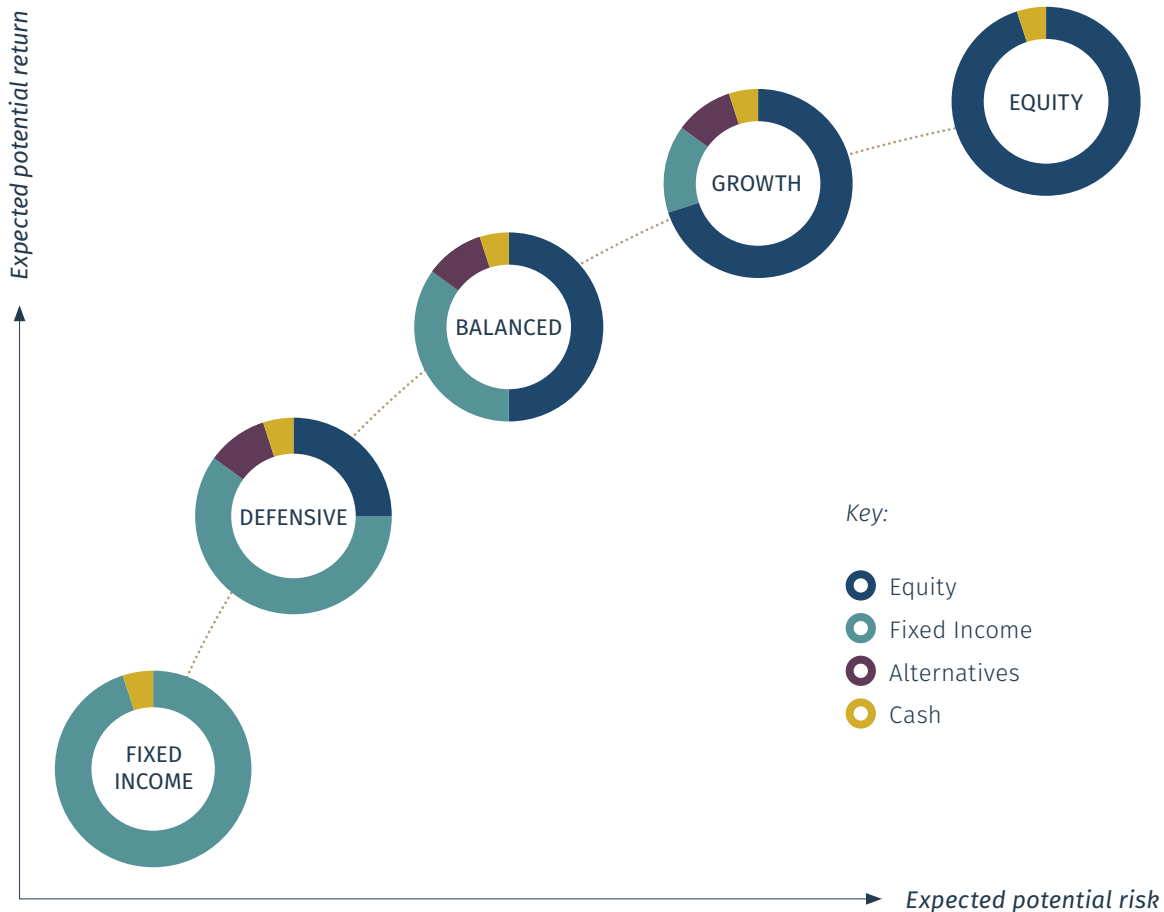 Expected potential return
EQUITY
GROWTH
BALANCED
DEFENSIVE
FIXED
INCOME
Key:
Equity
Fixed Income
Alternatives
Cash
Expected potential risk